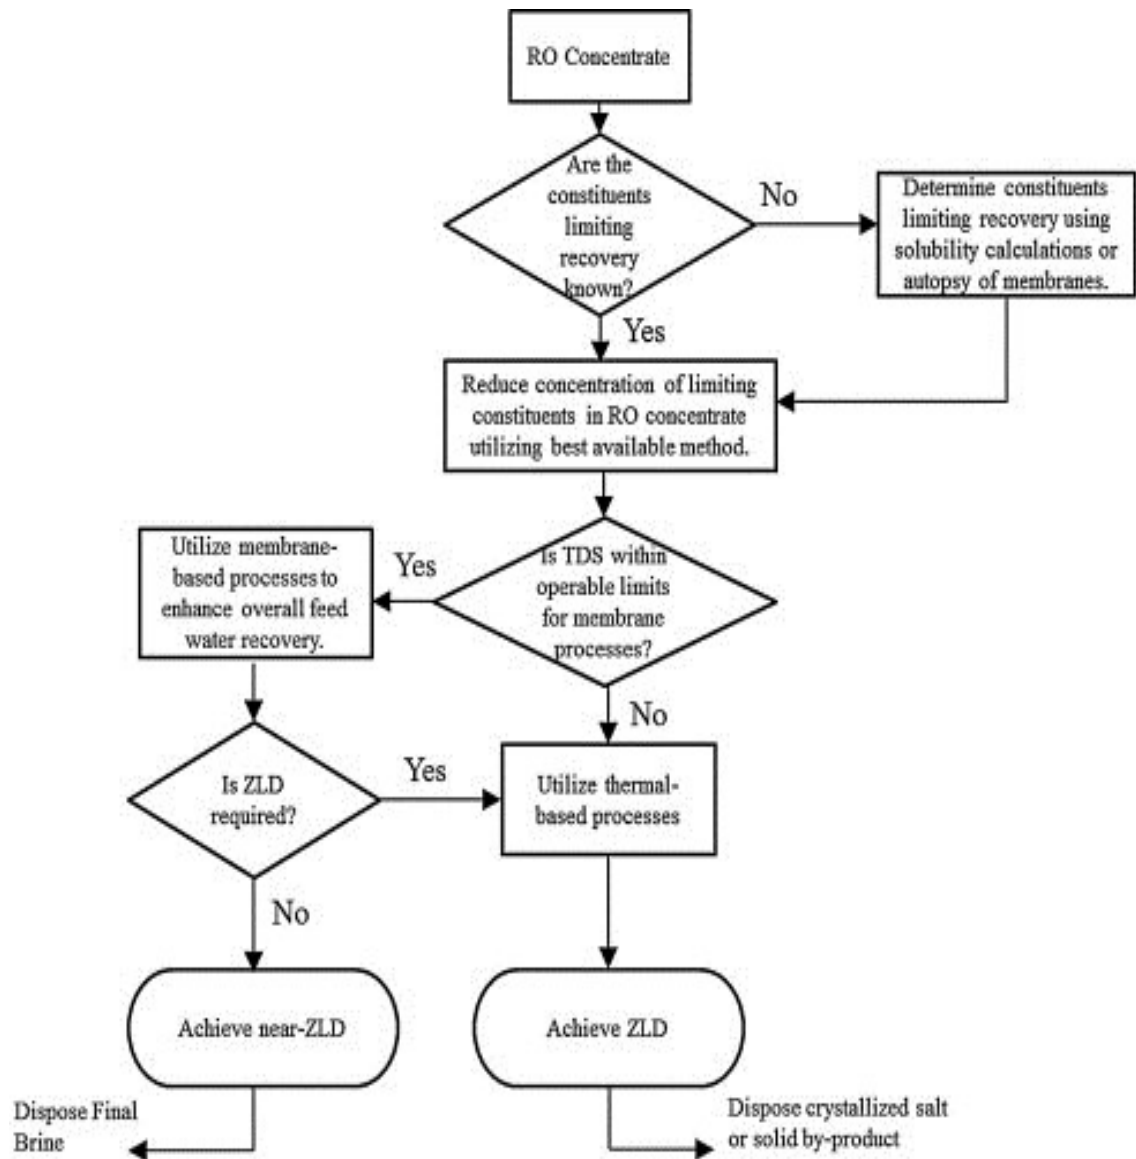 RO Concentrate
Are the
constituents
limiting
recovery
known?
No
Determine constituents
limiting recovery using
solubility calculations or
autopsy of membranes.
Yes
Reduce concentration of limiting
constituents in RO concentrate
utilizing best available method.
Is TDS within
operable limits
for membrane
processes?
Yes
Utilize membrane-
based processes to
enhance overall feed
water recovery.
No
Is ZLD
required?
Yes
Utilize thermal-
based processes
No
Achieve near-ZLD
Achieve ZLD
Dispose Final
Brine
Dispose crystallized salt
or solid by-product